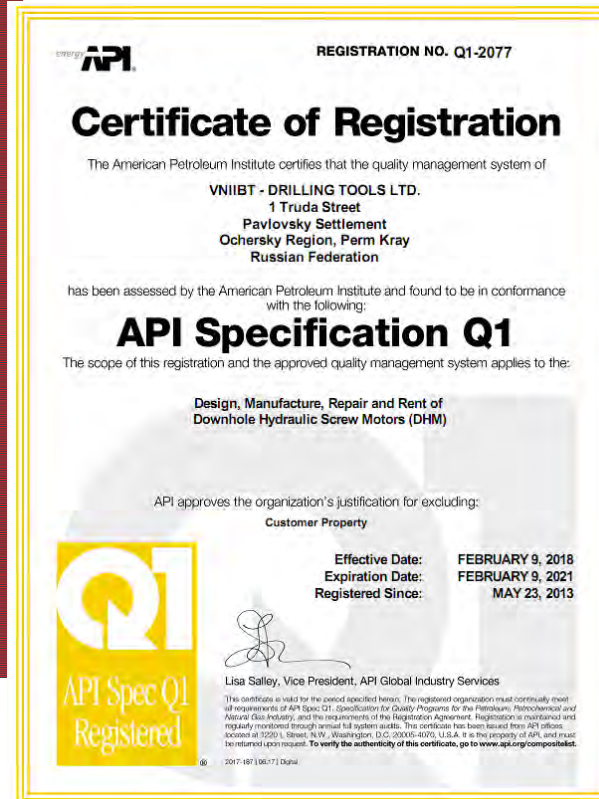 energy API®
REGISTRATION NO. Q1-2077
Certificate of Registration
The American Petroleum Institute certifies that the quality management system of
VNIIBT - DRILLING TOOLS LTD.
1 Truda Street
Pavlovsky Settlement
Ochersky Region, Perm Kray
Russian Federation
has been assessed by the American Petroleum Institute and found to be in conformance
with the following:
API Specification Q1
The scope of this registration and the approved quality management system applies to the:
Design, Manufacture, Repair and Rent of
Downhole Hydraulic Screw Motors (DHM)
API approves the organization's justification for excluding:
Customer Property
Effective Date: FEBRUARY 9, 2018
Expiration Date: FEBRUARY 9, 2021
Registered Since: MAY 23, 2013
Q1
API Spec Q1
Registered
®
Lisa Salley, Vice President, API Global Industry Services
This certificate is valid for the period specified herein. The registered organization must continually meet
all requirements of API Spec Q1, Specification for Quality Programs for the Petroleum, Petrochemical and
Natural Gas Industry, and the requirements of the Registration Agreement. Registration is maintained and
regularly monitored through annual full system audits. This certificate has been issued from API offices
located at 1220 L Street, N.W., Washington, D.C. 20005-4070, U.S.A. It is the property of API, and must
be returned upon request. To verify the authenticity of this certificate, go to www.api.org/compositelist.
2017-187 | 06.17 | Digital